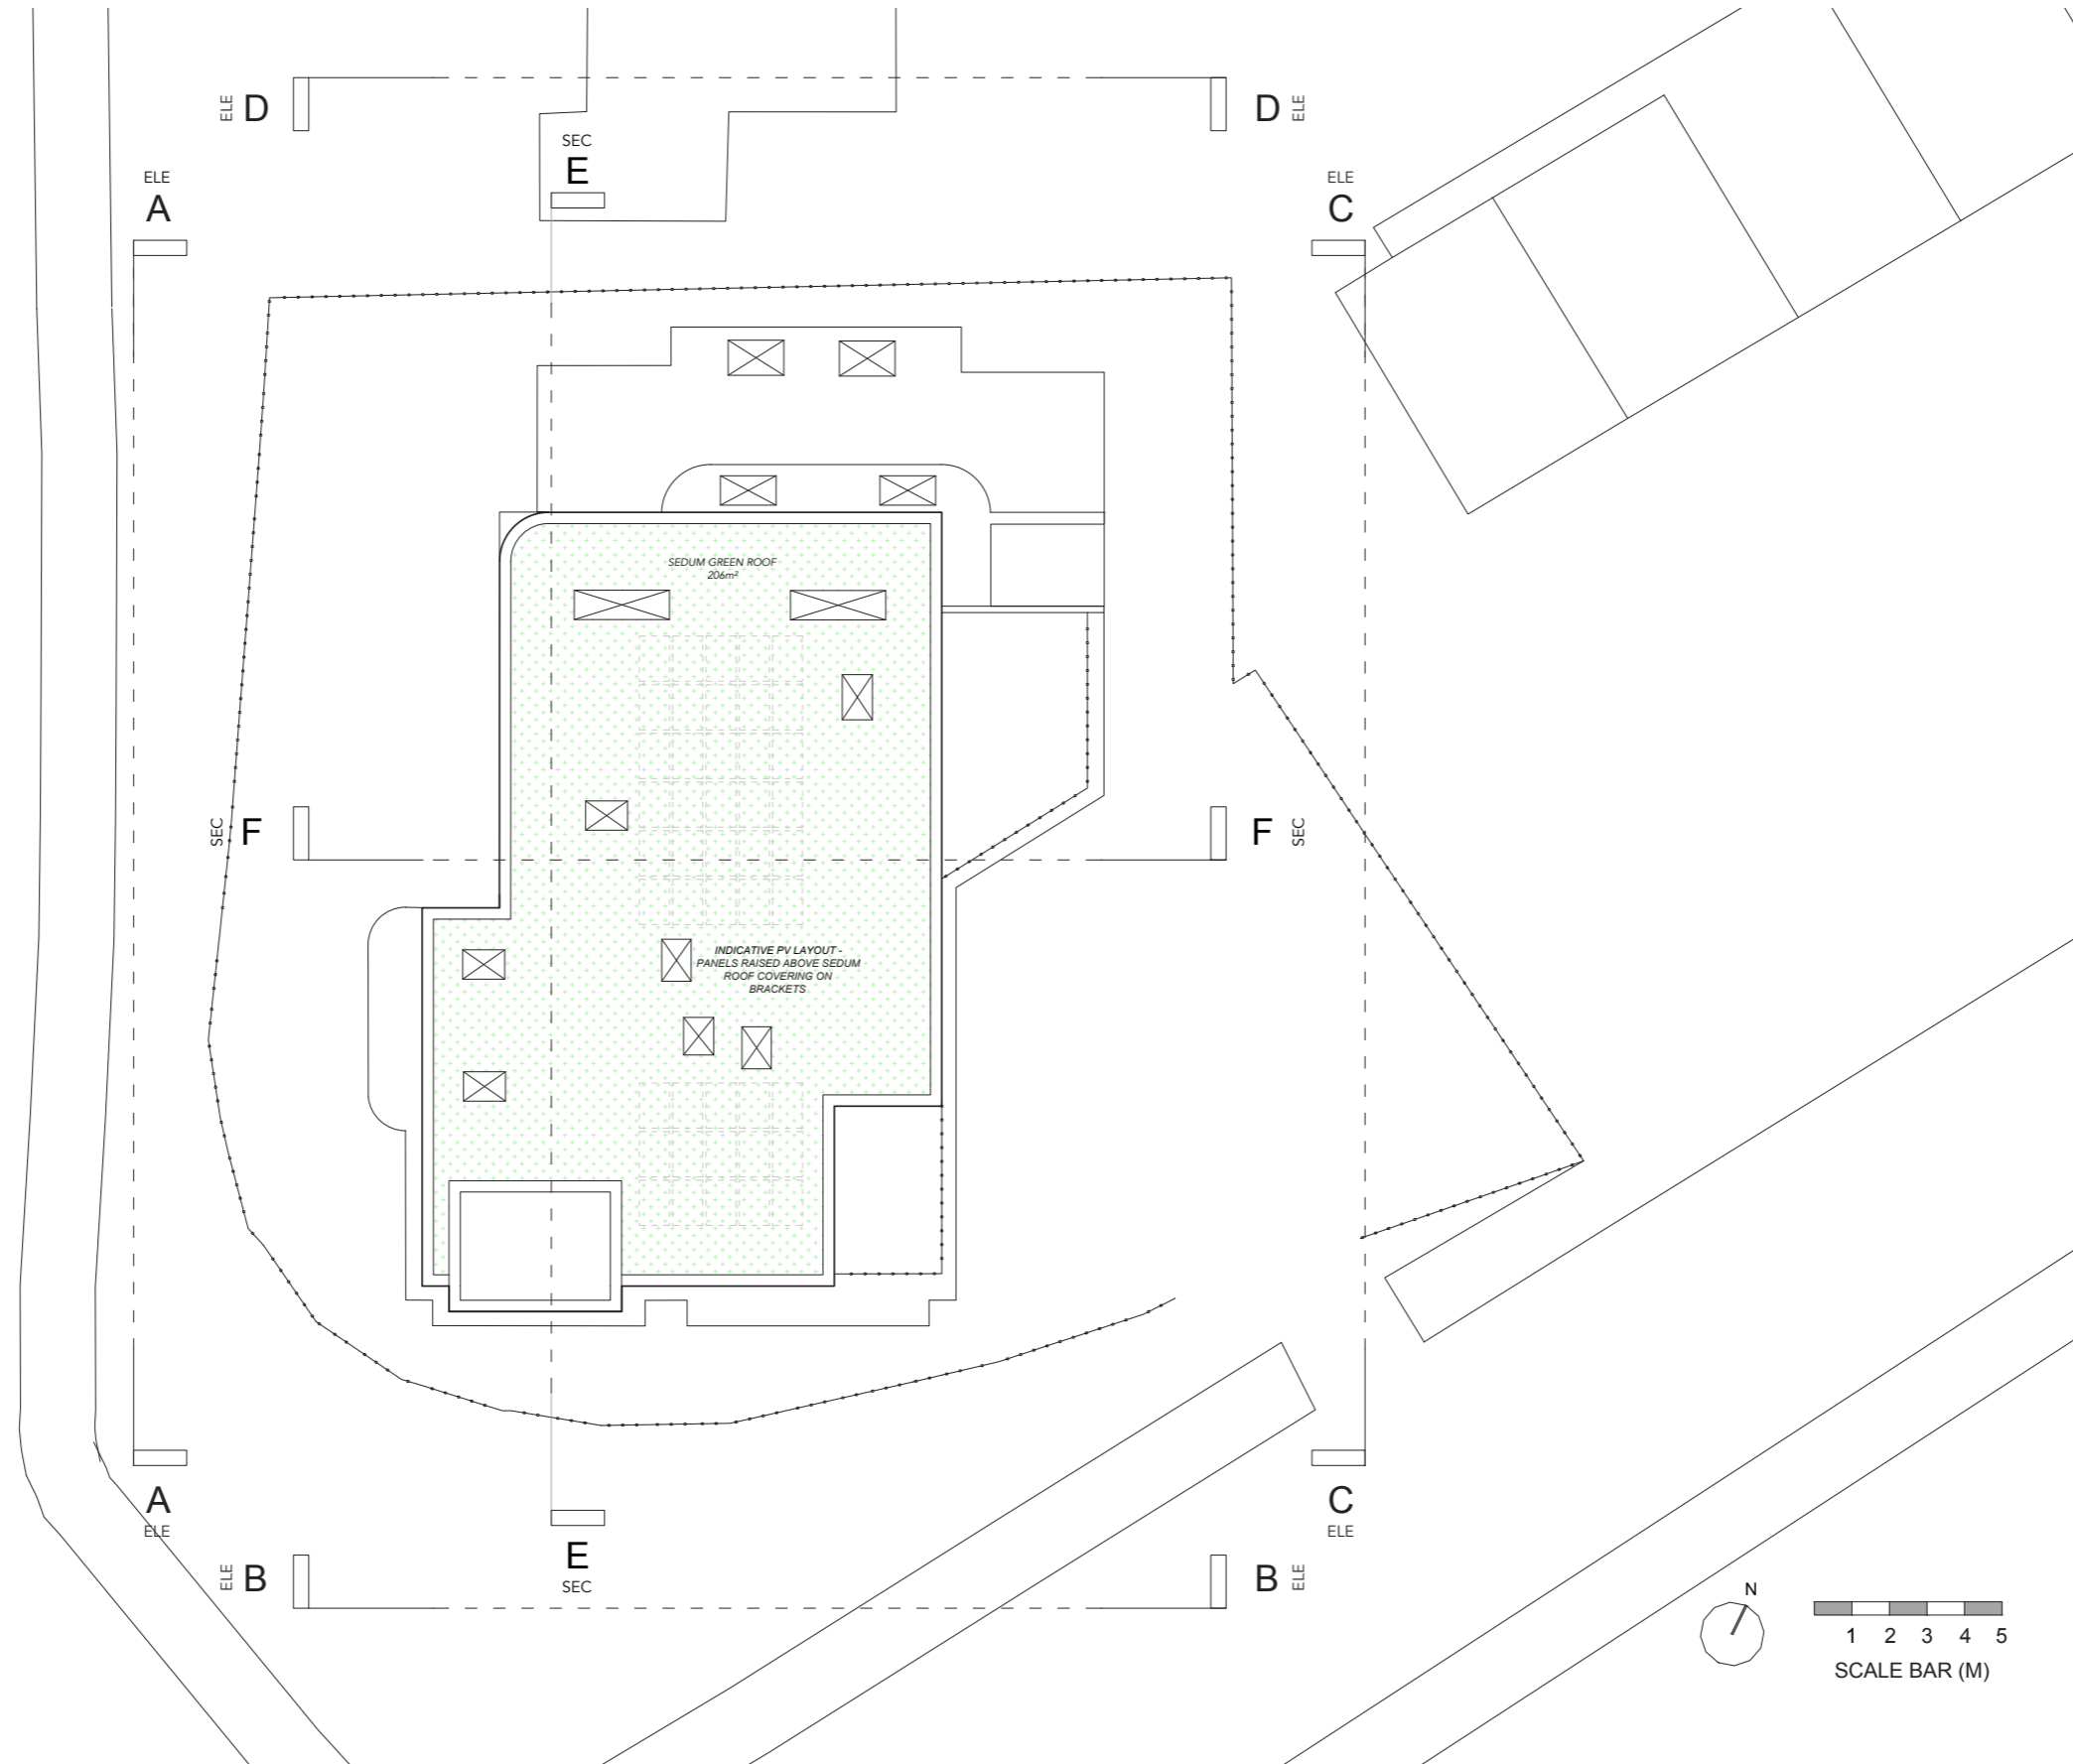 ELE D
D ELE
SEC
E
ELE
A
ELE
C
SEDUM GREEN ROOF
206m²
SEC F
F SEC
INDICATIVE PV LAYOUT -
PANELS RAISED ABOVE SEDUM
ROOF COVERING ON
BRACKETS
A
ELE
C
ELE
E
SEC
ELE B
B ELE
N
1 2 3 4 5
SCALE BAR (M)